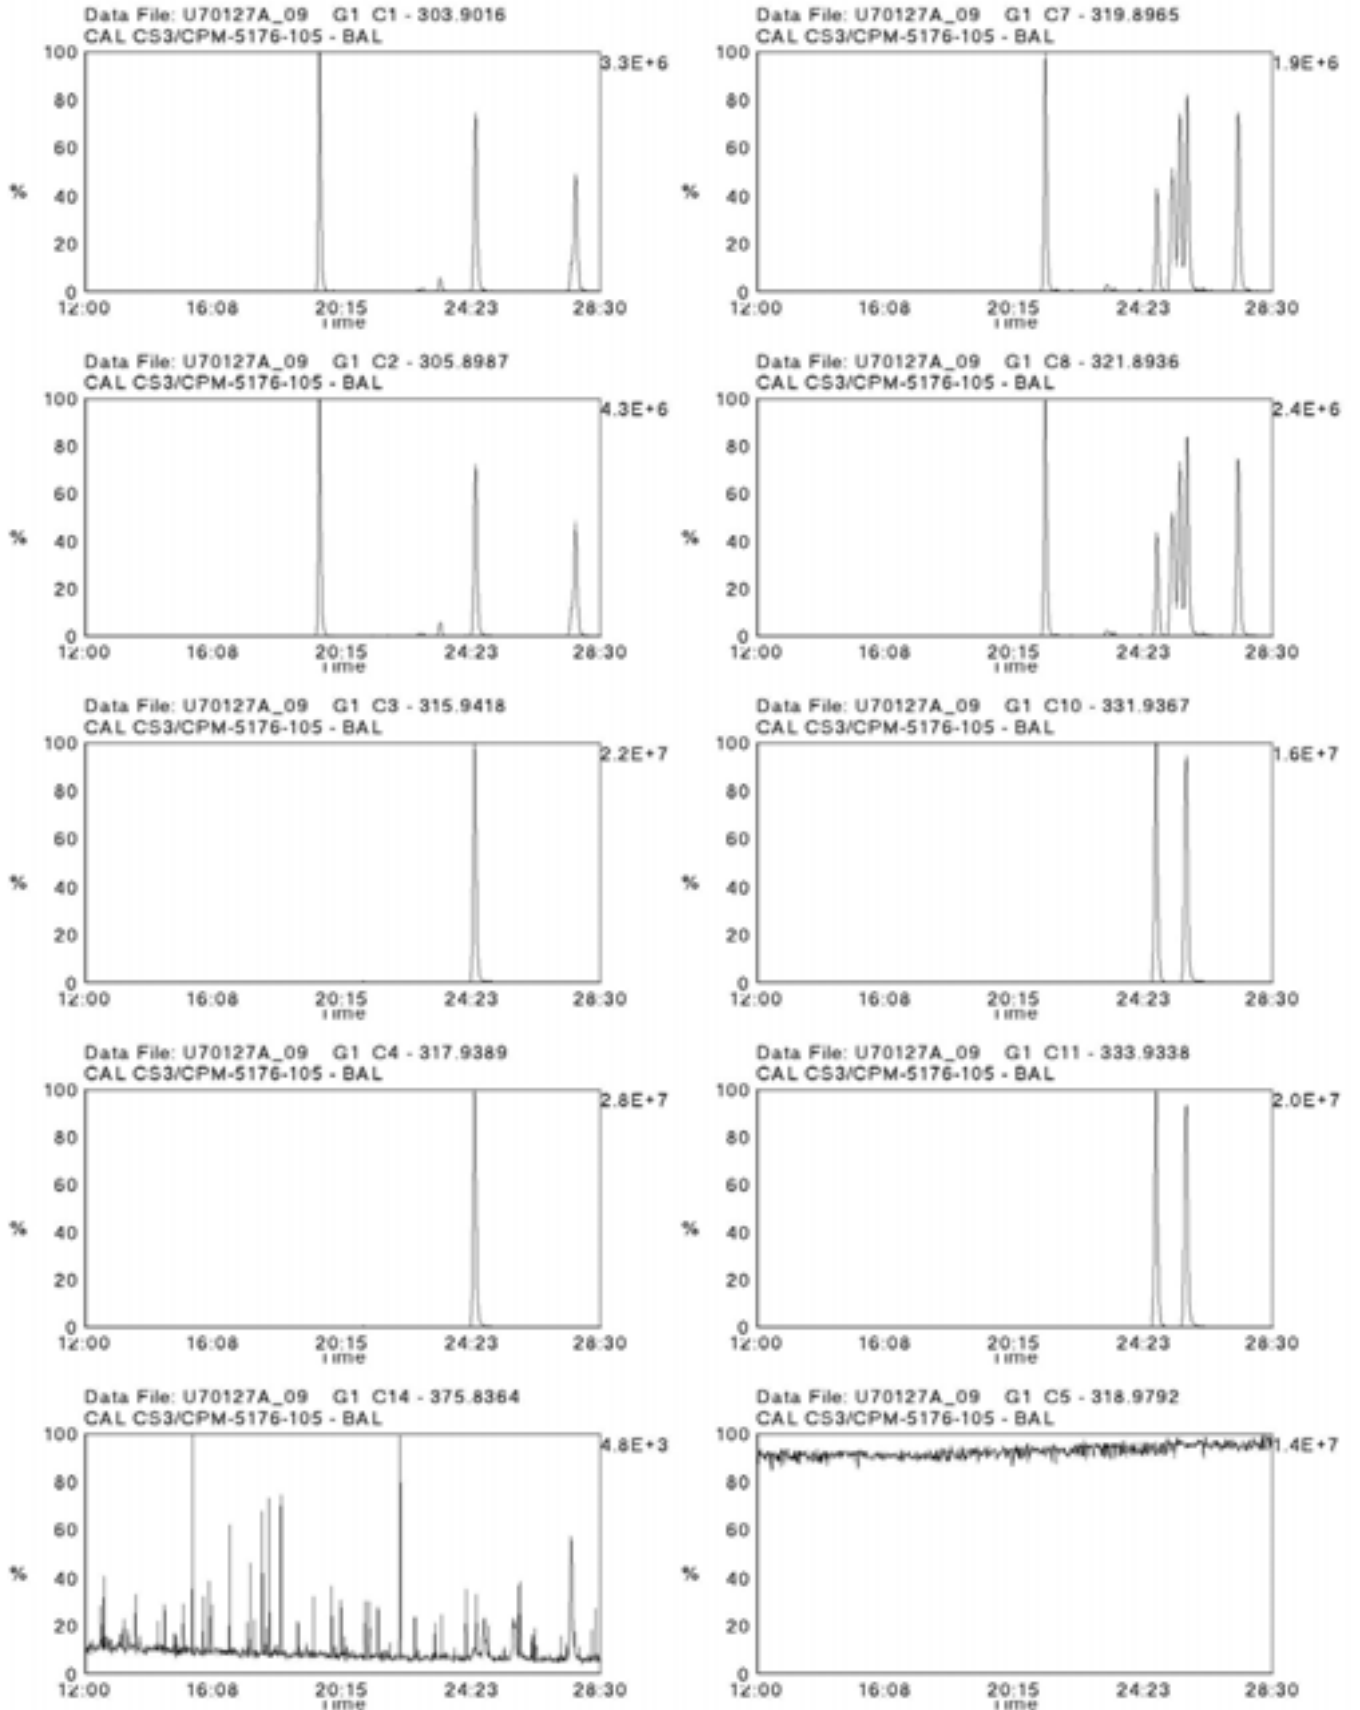 Data File: U70127A_09 G1 C1 - 303.9016
CAL CS3/CPM-5176-105 - BAL
100
3.3E+6
80
60
%
40
20
0
12:00 16:08 20:15 24:23 28:30
Time
Data File: U70127A_09 G1 C7 - 319.8965
CAL CS3/CPM-5176-105 - BAL
100
1.9E+6
80
60
%
40
20
0
12:00 16:08 20:15 24:23 28:30
Time
Data File: U70127A_09 G1 C2 - 305.8987
CAL CS3/CPM-5176-105 - BAL
100
4.3E+6
80
60
%
40
20
0
12:00 16:08 20:15 24:23 28:30
Time
Data File: U70127A_09 G1 C8 - 321.8936
CAL CS3/CPM-5176-105 - BAL
100
2.4E+6
80
60
%
40
20
0
12:00 16:08 20:15 24:23 28:30
Time
Data File: U70127A_09 G1 C3 - 315.9418
CAL CS3/CPM-5176-105 - BAL
100
2.2E+7
80
60
%
40
20
0
12:00 16:08 20:15 24:23 28:30
Time
Data File: U70127A_09 G1 C10 - 331.9367
CAL CS3/CPM-5176-105 - BAL
100
1.6E+7
80
60
%
40
20
0
12:00 16:08 20:15 24:23 28:30
Time
Data File: U70127A_09 G1 C4 - 317.9389
CAL CS3/CPM-5176-105 - BAL
100
2.8E+7
80
60
%
40
20
0
12:00 16:08 20:15 24:23 28:30
Time
Data File: U70127A_09 G1 C11 - 333.9338
CAL CS3/CPM-5176-105 - BAL
100
2.0E+7
80
60
%
40
20
0
12:00 16:08 20:15 24:23 28:30
Time
Data File: U70127A_09 G1 C14 - 375.8364
CAL CS3/CPM-5176-105 - BAL
100
4.8E+3
80
60
%
40
20
0
12:00 16:08 20:15 24:23 28:30
Time
Data File: U70127A_09 G1 C5 - 318.9792
CAL CS3/CPM-5176-105 - BAL
100
1.4E+7
80
60
%
40
20
0
12:00 16:08 20:15 24:23 28:30
Time